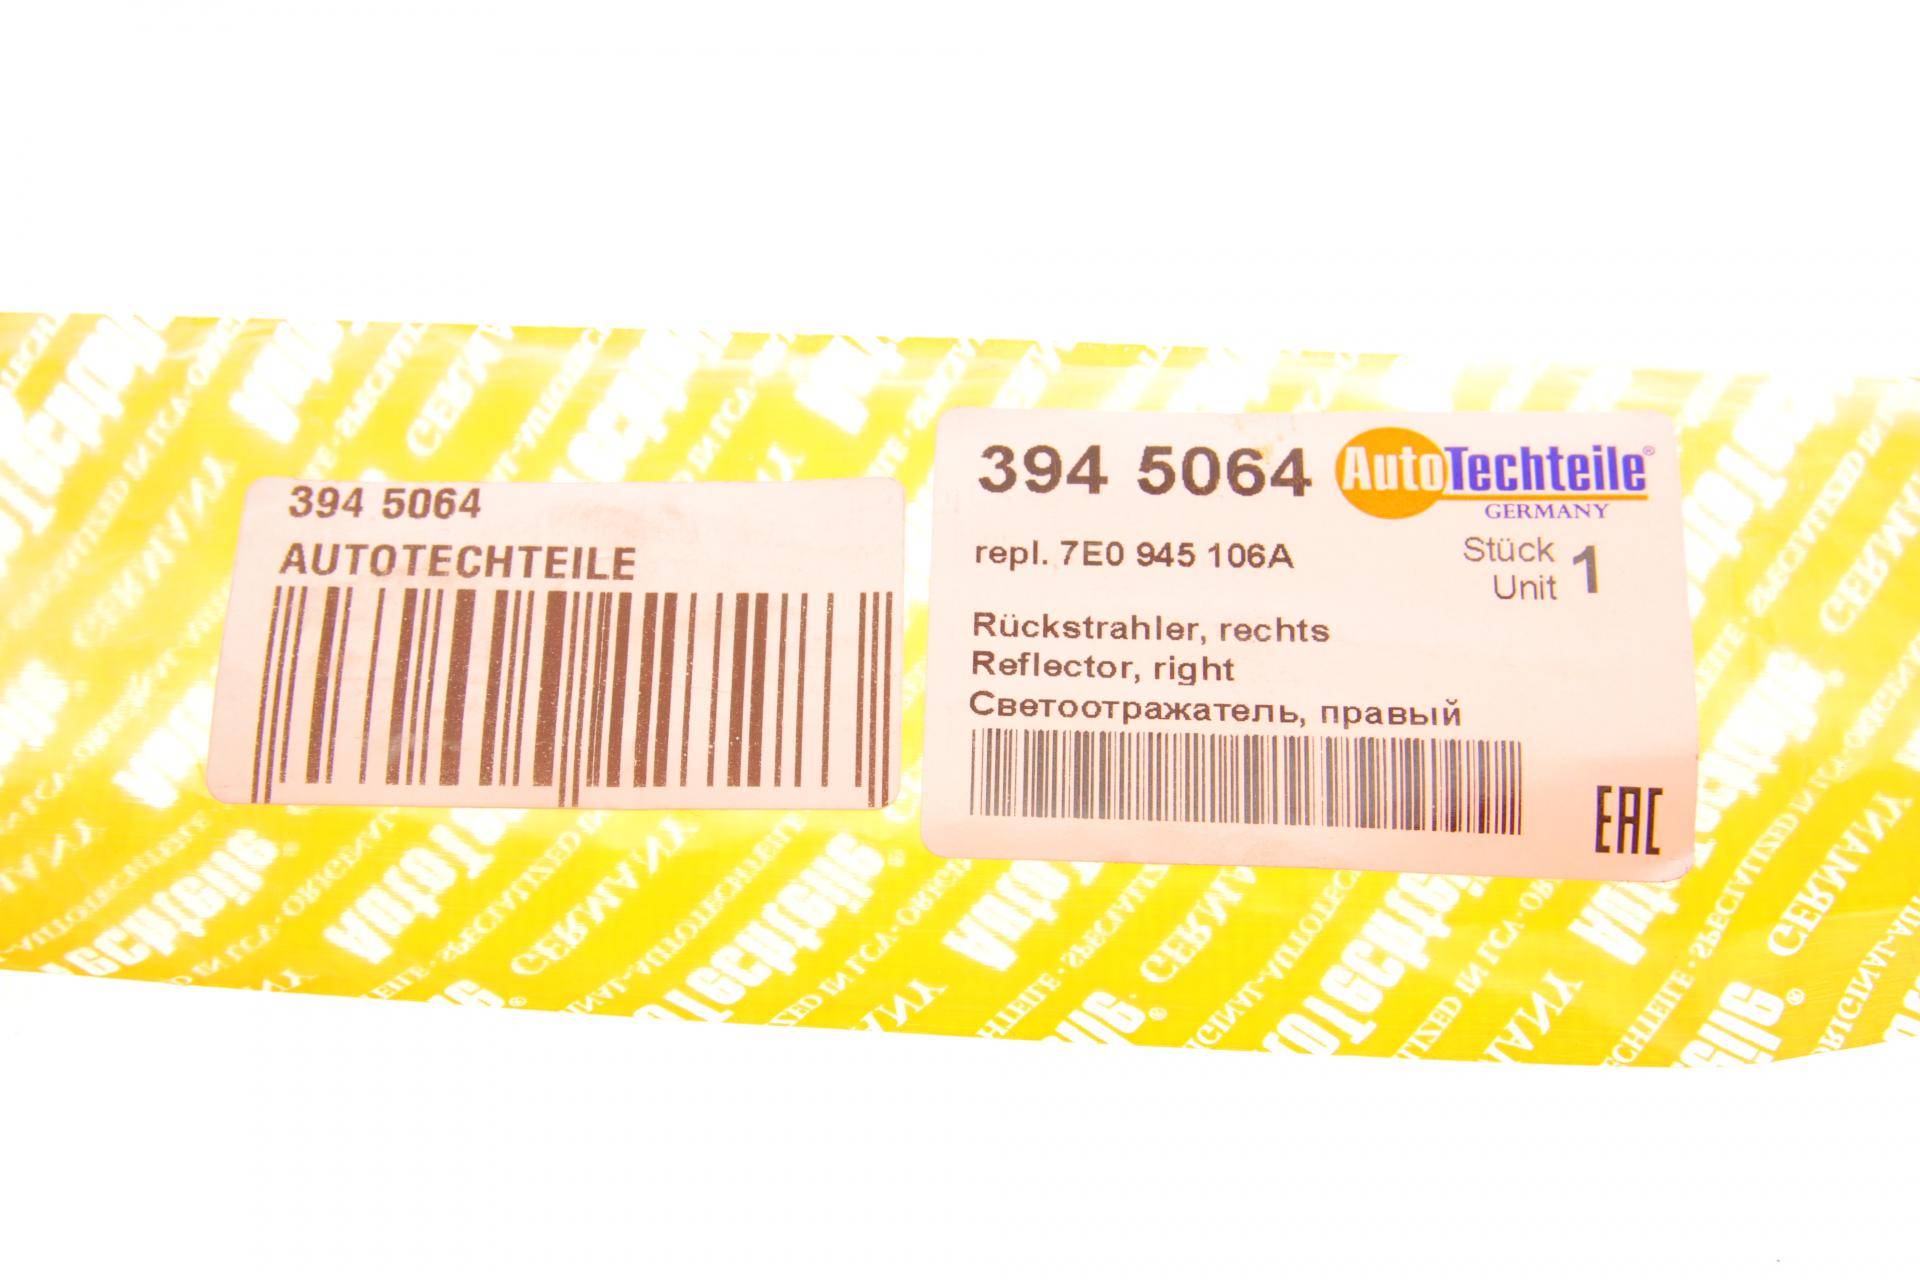 394 5064
AUTOTECHTEILE
394 5064
AutoTechteile®
GERMANY
repl. 7E0 945 106A
Stück
Unit 1
Rückstrahler, rechts
Reflector, right
Светоотражатель, правый
EAC